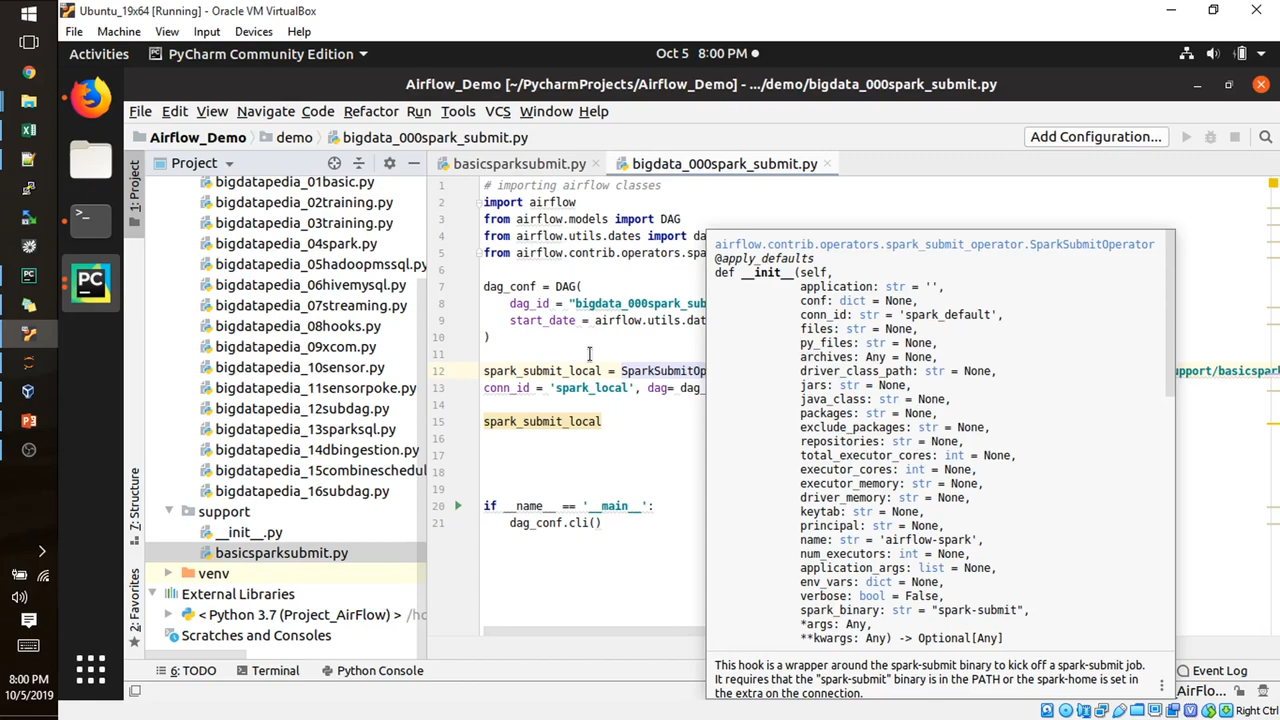 Ubuntu_19x64 [Running] - Oracle VM VirtualBox
File Machine View Input Devices Help
Activities PyCharm Community Edition Oct 5 8:00 PM
Airflow_Demo [~/PycharmProjects/Airflow_Demo] - .../demo/bigdata_000spark_submit.py
File Edit View Navigate Code Refactor Run Tools VCS Window Help
Airflow_Demo demo bigdata_000spark_submit.py Add Configuration...
1: Project
Project
bigdatapedia_01basic.py
bigdatapedia_02training.py
bigdatapedia_03training.py
bigdatapedia_04spark.py
bigdatapedia_05hadoopmssql.py
bigdatapedia_06hivemysql.py
bigdatapedia_07streaming.py
bigdatapedia_08hooks.py
bigdatapedia_09xcom.py
bigdatapedia_10sensor.py
bigdatapedia_11sensorpoke.py
bigdatapedia_12subdag.py
bigdatapedia_13sparksql.py
bigdatapedia_14dbingestion.py
bigdatapedia_15combineschedul
bigdatapedia_16subdag.py
support
__init__.py
basicsparksubmit.py
venv
External Libraries
< Python 3.7 (Project_AirFlow) > /ho
Scratches and Consoles
7: Structure
2: Favorites
basicsparksubmit.py bigdata_000spark_submit.py
1 # importing airflow classes
2 import airflow
3 from airflow.models import DAG
4 from airflow.utils.dates import da
5 from airflow.contrib.operators.spa
6
7 dag_conf = DAG(
8 dag_id = "bigdata_000spark_sub
9 start_date = airflow.utils.dat
10 )
11
12 spark_submit_local = SparkSubmitOp upport/basicspark
13 conn_id = 'spark_local', dag= dag_
14
15 spark_submit_local
16
17
18
19
20 if __name__ == '__main__':
21 dag_conf.cli()
airflow.contrib.operators.spark_submit_operator.SparkSubmitOperator
@apply_defaults
def __init__(self,
application: str = '',
conf: dict = None,
conn_id: str = 'spark_default',
files: str = None,
py_files: str = None,
archives: Any = None,
driver_class_path: str = None,
jars: str = None,
java_class: str = None,
packages: str = None,
exclude_packages: str = None,
repositories: str = None,
total_executor_cores: int = None,
executor_cores: int = None,
executor_memory: str = None,
driver_memory: str = None,
keytab: str = None,
principal: str = None,
name: str = 'airflow-spark',
num_executors: int = None,
application_args: list = None,
env_vars: dict = None,
verbose: bool = False,
spark_binary: str = "spark-submit",
*args: Any,
**kwargs: Any) -> Optional[Any]
This hook is a wrapper around the spark-submit binary to kick off a spark-submit job.
It requires that the "spark-submit" binary is in the PATH or the spark-home is set in
the extra on the connection.
6: TODO Terminal Python Console Event Log
AirFlo...
8:00 PM
10/5/2019
Right Ctrl